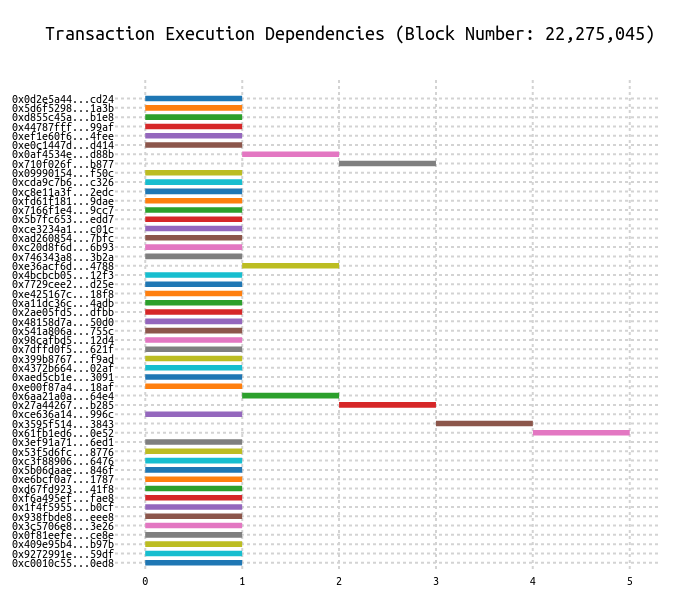 Transaction Execution Dependencies (Block Number: 22,275,045)
0x0d2e5a44...cd24
0x5d6f5298...1a3b
0xd855c45a...b1e8
0x44787fff...99af
0xef1e60f6...4fee
0xe0c1447d...d414
0x0af4534e...d88b
0x710f026f...b877
0x09990154...f50c
0xcda9c7b6...c326
0xc8e11a3f...2edc
0xfd61f181...9dae
0x7166f1e4...9cc7
0x5b7fc653...edd7
0xce3234a1...c01c
0xad260854...7bfc
0xc20d8f6d...6b93
0x746343a8...3b2a
0xe36acf6d...4788
0x4bcbcb05...12f3
0x7729cee2...d25e
0xe425167c...18f8
0xa11dc36c...4adb
0x2ae05fd5...dfbb
0x48158d7a...50d0
0x541a806a...755c
0x98cafbd5...12d4
0x7dffd0f5...621f
0x399b8767...f9ad
0x4372b664...02af
0xaed5cb1e...3091
0xe00f87a4...18af
0x6aa21a0a...64e4
0x27a44267...b285
0xce636a14...996c
0x3595f514...3843
0x61fb1ed6...0e52
0x3ef91a71...6ed1
0x53f5d6fc...8776
0xc3f88906...6476
0x5b06daae...846f
0xe6bcf0a7...1787
0xd67fd923...41f8
0xf6a495ef...fae8
0x1f4f5955...b0cf
0x938fbde8...eee8
0x3c5706e8...3e26
0x0f81eefe...ce8e
0x409e95b4...b97b
0x9272991e...59df
0xc0010c55...0ed8
0 1 2 3 4 5